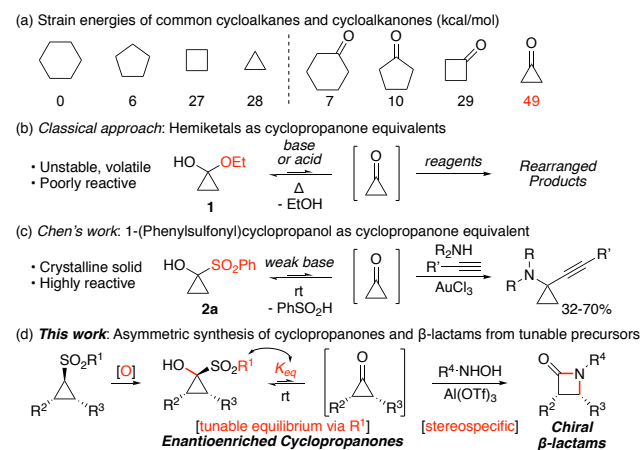 (a) Strain energies of common cycloalkanes and cycloalkanones (kcal/mol)
O O O O
0 6 27 28 7 10 29 49
(b) Classical approach: Hemiketals as cyclopropanone equivalents
• Unstable, volatile
• Poorly reactive
HO OEt
1
base
or acid
Δ
- EtOH
O
reagents
Rearranged
Products
(c) Chen's work: 1-(Phenylsulfonyl)cyclopropanol as cyclopropanone equivalent
• Crystalline solid
• Highly reactive
HO SO₂Ph
2a
weak base
rt
- PhSO₂H
O
R₂NH
R'
AuCl₃
R
N
R
R'
32-70%
(d) This work: Asymmetric synthesis of cyclopropanones and β-lactams from tunable precursors
SO₂R¹
R² R³
[O]
HO SO₂R¹
R² R³
Keq
rt
O
R² R³
R⁴·NHOH
Al(OTf)₃
O R⁴
N
R² R³
[tunable equilibrium via R¹] [stereospecific]
Enantioenriched Cyclopropanones
Chiral
β-lactams